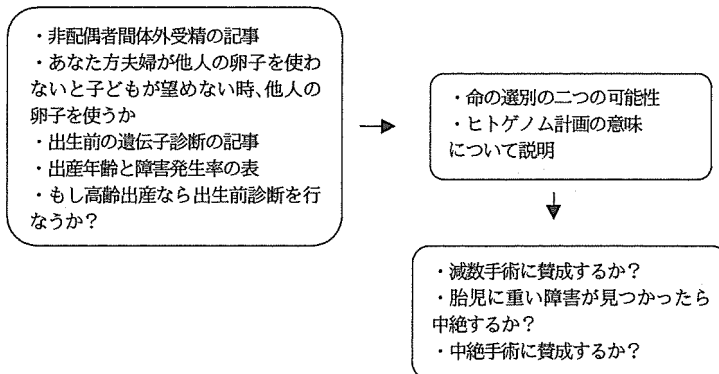 ・非配偶者間体外受精の記事
・あなた方夫婦が他人の卵子を使わ
ないと子どもが望めない時、他人の
卵子を使うか
・出生前の遺伝子診断の記事
・出産年齢と障害発生率の表
・もし高齢出産なら出生前診断を行
なうか？
・命の選別の二つの可能性
・ヒトゲノム計画の意味
について説明
・減数手術に賛成するか？
・胎児に重い障害が見つかったら
中絶するか？
・中絶手術に賛成するか？